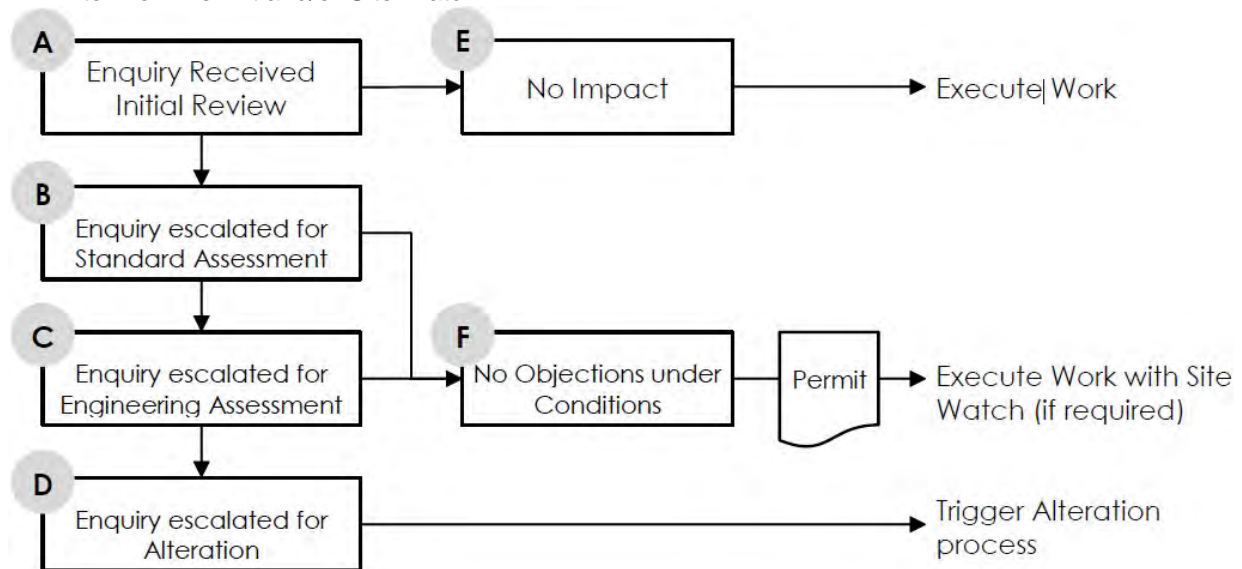 A
Enquiry Received
Initial Review
E
No Impact
Execute Work
B
Enquiry escalated for
Standard Assessment
C
Enquiry escalated for
Engineering Assessment
F
No Objections under
Conditions
Permit
Execute Work with Site
Watch (if required)
D
Enquiry escalated for
Alteration
Trigger Alteration
process